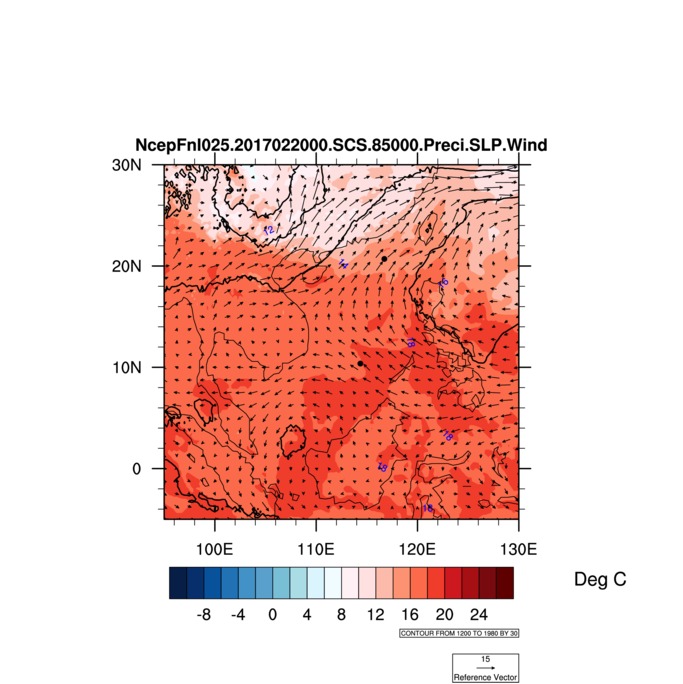 NcepFnl025.2017022000.SCS.85000.Preci.SLP.Wind
30N
20N
10N
0
12
14
16
18
18
18
18
100E
110E
120E
130E
-8
-4
0
4
8
12
16
20
24
Deg C
CONTOUR FROM 1200 TO 1980 BY 30
15
Reference Vector